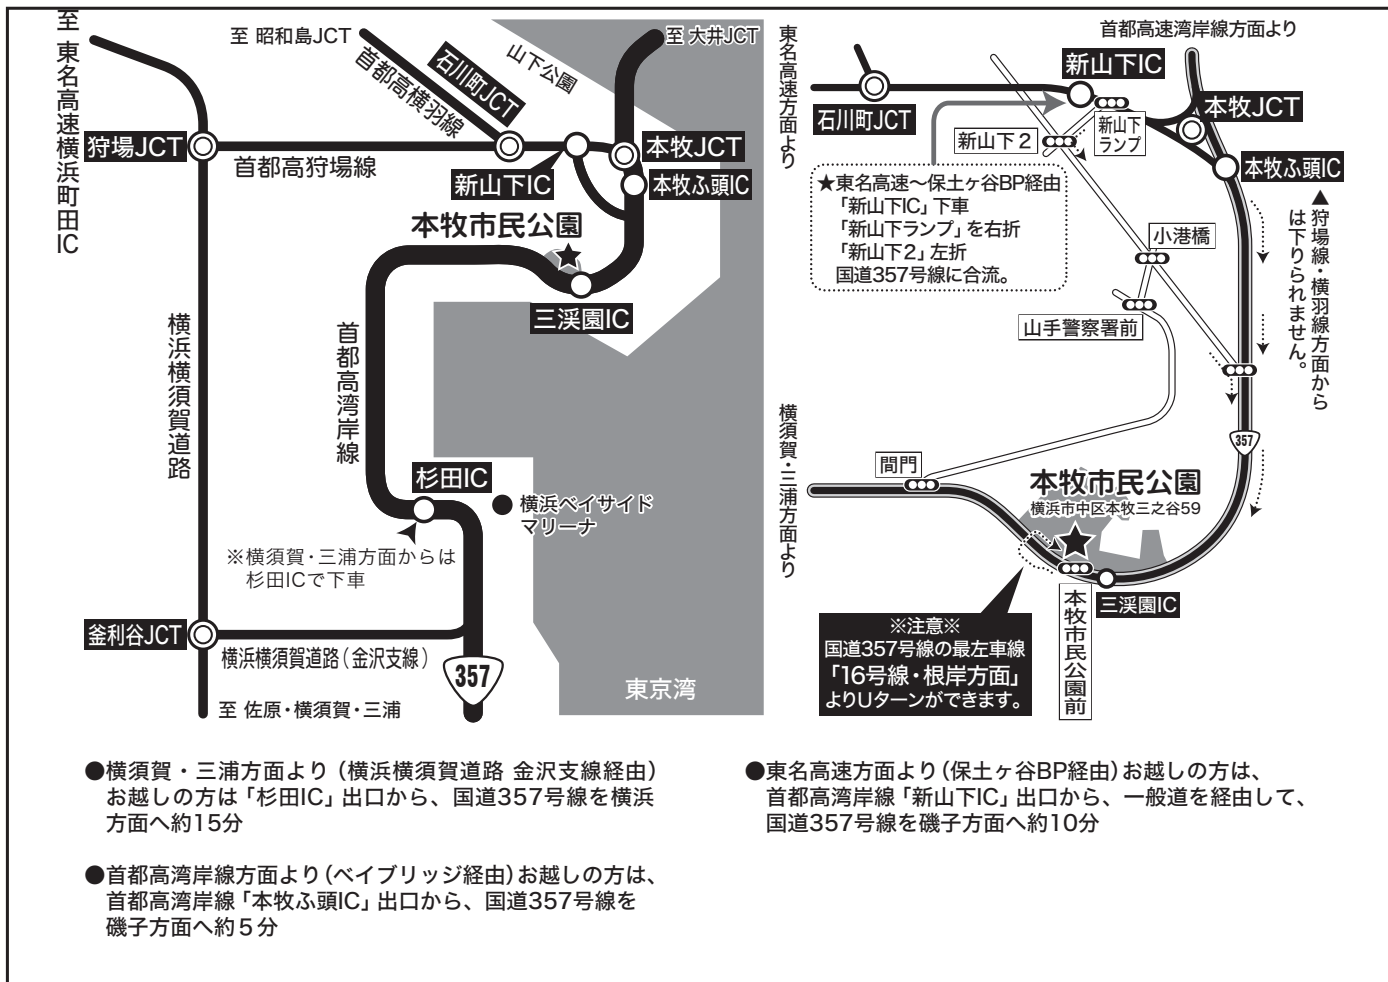 至 東名高速横浜町田IC
至 昭和島JCT
首都高横羽線
石川町JCT
山下公園
至 大井JCT
狩場JCT
首都高狩場線
新山下IC
本牧JCT
本牧ふ頭IC
本牧市民公園
三渓園IC
横浜横須賀道路
首都高湾岸線
杉田IC
横浜ベイサイド
マリーナ
※横須賀・三浦方面からは
杉田ICで下車
釜利谷JCT
横浜横須賀道路(金沢支線)
357
東京湾
至 佐原・横須賀・三浦
東名高速方面より
首都高速湾岸線方面より
新山下IC
石川町JCT
本牧JCT
新山下2
新山下
ランプ
本牧ふ頭IC
★東名高速～保土ヶ谷BP経由
「新山下IC」下車
「新山下ランプ」を右折
「新山下2」左折
国道357号線に合流。
小港橋
▲狩場線・横羽線方面から
は下りられません。
山手警察署前
横須賀・三浦方面より
357
間門
本牧市民公園
横浜市中区本牧三之谷59
三渓園IC
本牧市民公園前
※注意※
国道357号線の最左車線
「16号線・根岸方面」
よりUターンができます。
●横須賀・三浦方面より(横浜横須賀道路 金沢支線経由)
お越しの方は「杉田IC」出口から、国道357号線を横浜
方面へ約15分
●首都高湾岸線方面より(ベイブリッジ経由)お越しの方は、
首都高湾岸線「本牧ふ頭IC」出口から、国道357号線を
磯子方面へ約5分
●東名高速方面より(保土ヶ谷BP経由)お越しの方は、
首都高湾岸線「新山下IC」出口から、一般道を経由して、
国道357号線を磯子方面へ約10分